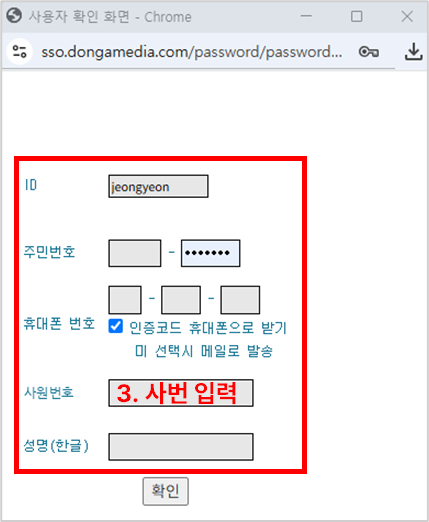 사용자 확인 화면 - Chrome
sso.dongamedia.com/password/password...
ID jeongyeon
주민번호 - •••••••
휴대폰 번호 - -
인증코드 휴대폰으로 받기
미 선택시 메일로 발송
사원번호 3. 사번 입력
성명(한글)
확인